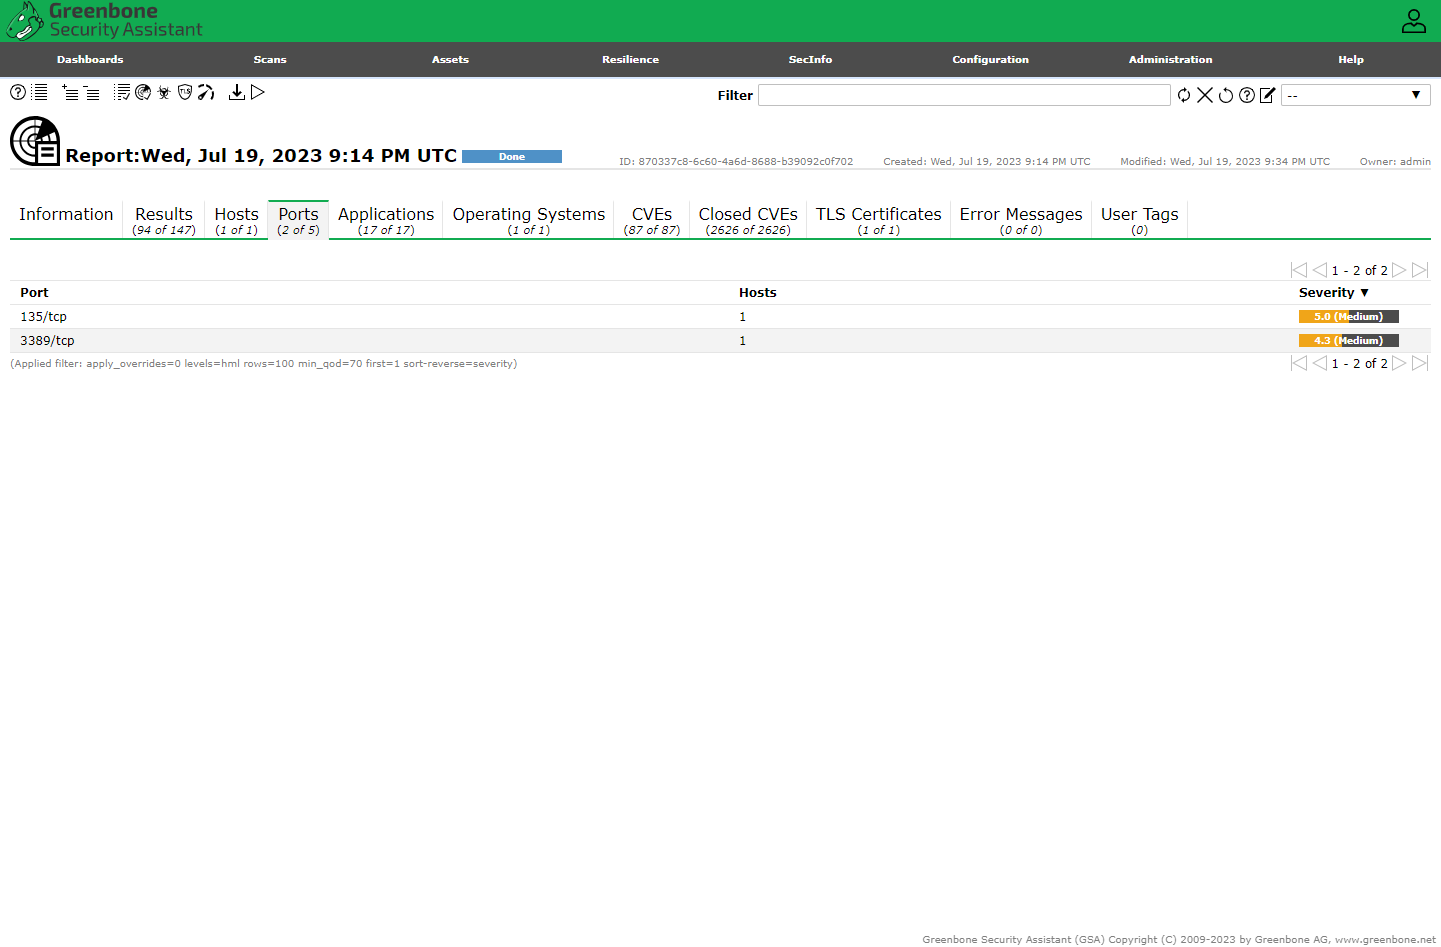 Greenbone
Security Assistant
Dashboards Scans Assets Resilience SecInfo Configuration Administration Help
Filter --
Report:Wed, Jul 19, 2023 9:14 PM UTC Done ID: 870337c8-6c60-4a6d-8688-b39092c0f702 Created: Wed, Jul 19, 2023 9:14 PM UTC Modified: Wed, Jul 19, 2023 9:34 PM UTC Owner: admin
Information Results Hosts Ports Applications Operating Systems CVEs Closed CVEs TLS Certificates Error Messages User Tags
(94 of 147) (1 of 1) (2 of 5) (17 of 17) (1 of 1) (87 of 87) (2626 of 2626) (1 of 1) (0 of 0) (0)
1 - 2 of 2
Port Hosts Severity ▼
135/tcp 1 5.0 (Medium)
3389/tcp 1 4.3 (Medium)
(Applied filter: apply_overrides=0 levels=hml rows=100 min_qod=70 first=1 sort-reverse=severity) 1 - 2 of 2
Greenbone Security Assistant (GSA) Copyright (C) 2009-2023 by Greenbone AG, www.greenbone.net